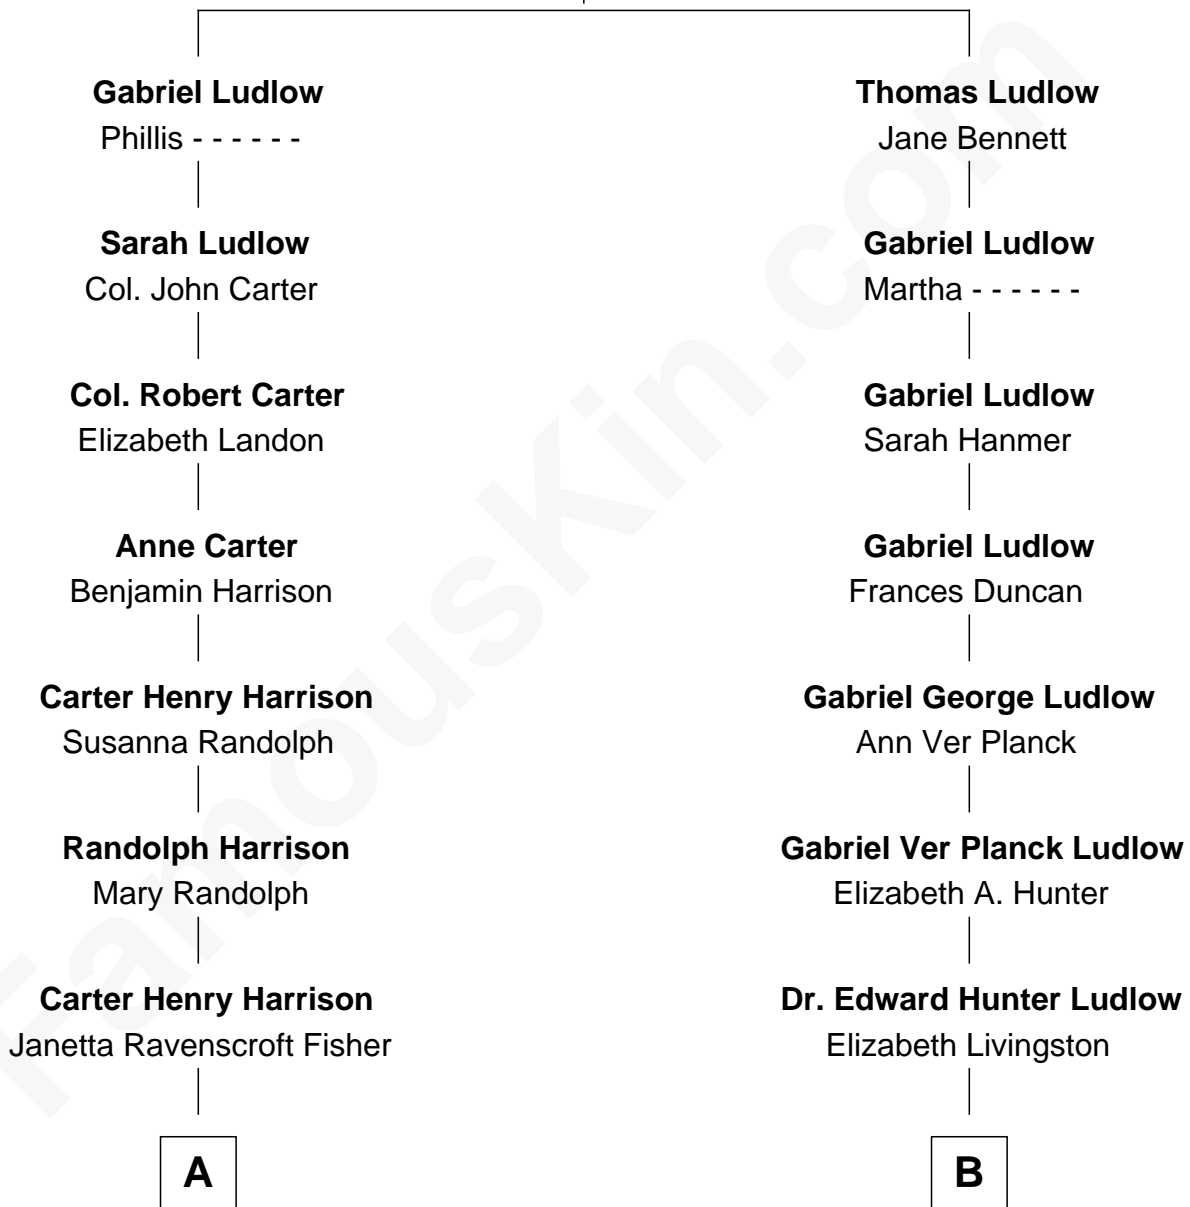 Gabriel Ludlow
Phillis - - - - - -
Thomas Ludlow
Jane Bennett
Sarah Ludlow
Col. John Carter
Gabriel Ludlow
Martha - - - - - -
Col. Robert Carter
Elizabeth Landon
Gabriel Ludlow
Sarah Hanmer
Anne Carter
Benjamin Harrison
Gabriel Ludlow
Frances Duncan
Carter Henry Harrison
Susanna Randolph
Gabriel George Ludlow
Ann Ver Planck
Randolph Harrison
Mary Randolph
Gabriel Ver Planck Ludlow
Elizabeth A. Hunter
Carter Henry Harrison
Janetta Ravenscroft Fisher
Dr. Edward Hunter Ludlow
Elizabeth Livingston
A
B
FamousKin.com